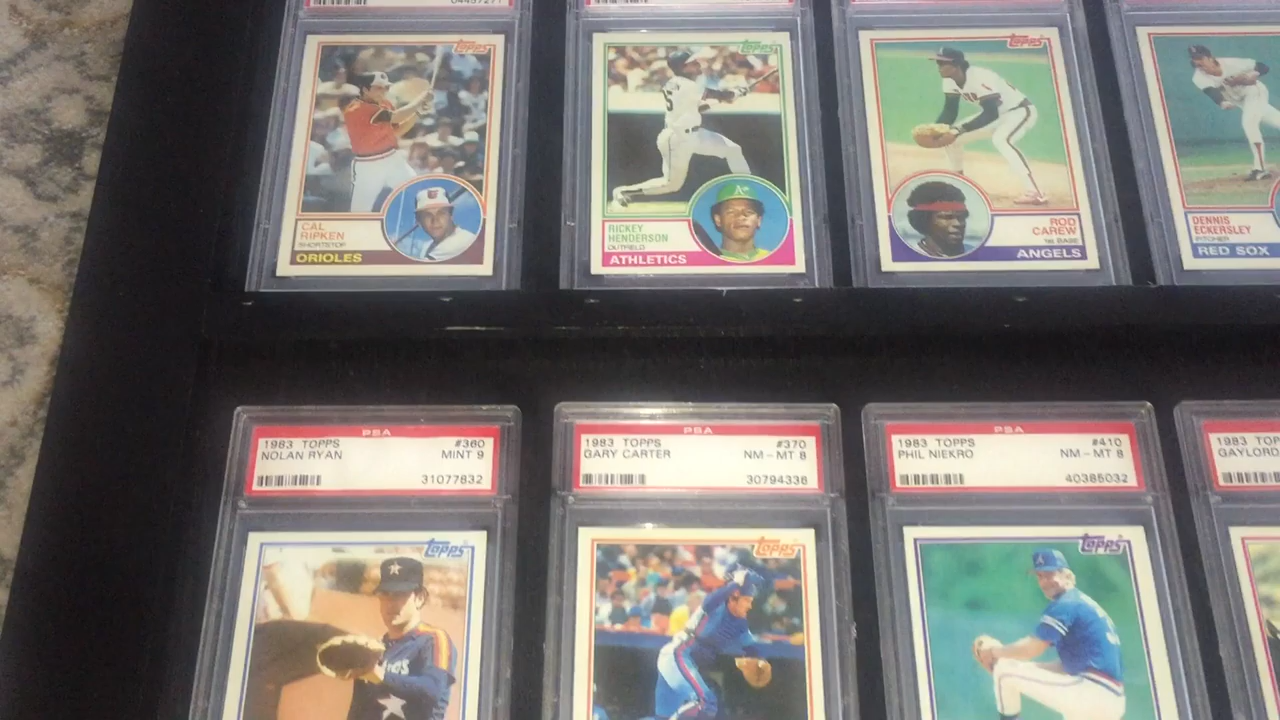 04457271
Topps
CAL
RIPKEN
SHORTSTOP
ORIOLES
Topps
RICKEY
HENDERSON
OUTFIELD
ATHLETICS
Topps
ROD
CAREW
1st BASE
ANGELS
DENNIS
ECKERSLEY
PITCHER
RED SOX
PSA
1983 TOPPS #360
NOLAN RYAN MINT 9
31077832
Topps
PSA
1983 TOPPS #370
GARY CARTER NM-MT 8
30794336
Topps
PSA
1983 TOPPS #410
PHIL NIEKRO NM-MT 8
40385032
Topps
1983 TOP
GAYLORD